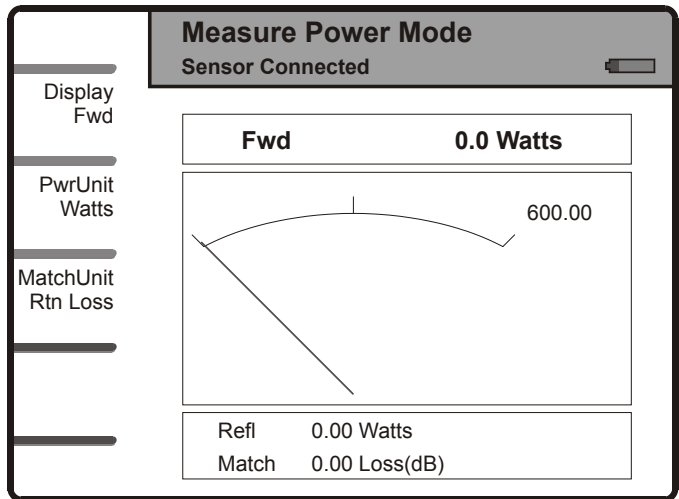 Measure Power Mode
Sensor Connected
Display
Fwd
PwrUnit
Watts
MatchUnit
Rtn Loss
Fwd 0.0 Watts
600.00
Refl 0.00 Watts
Match 0.00 Loss(dB)